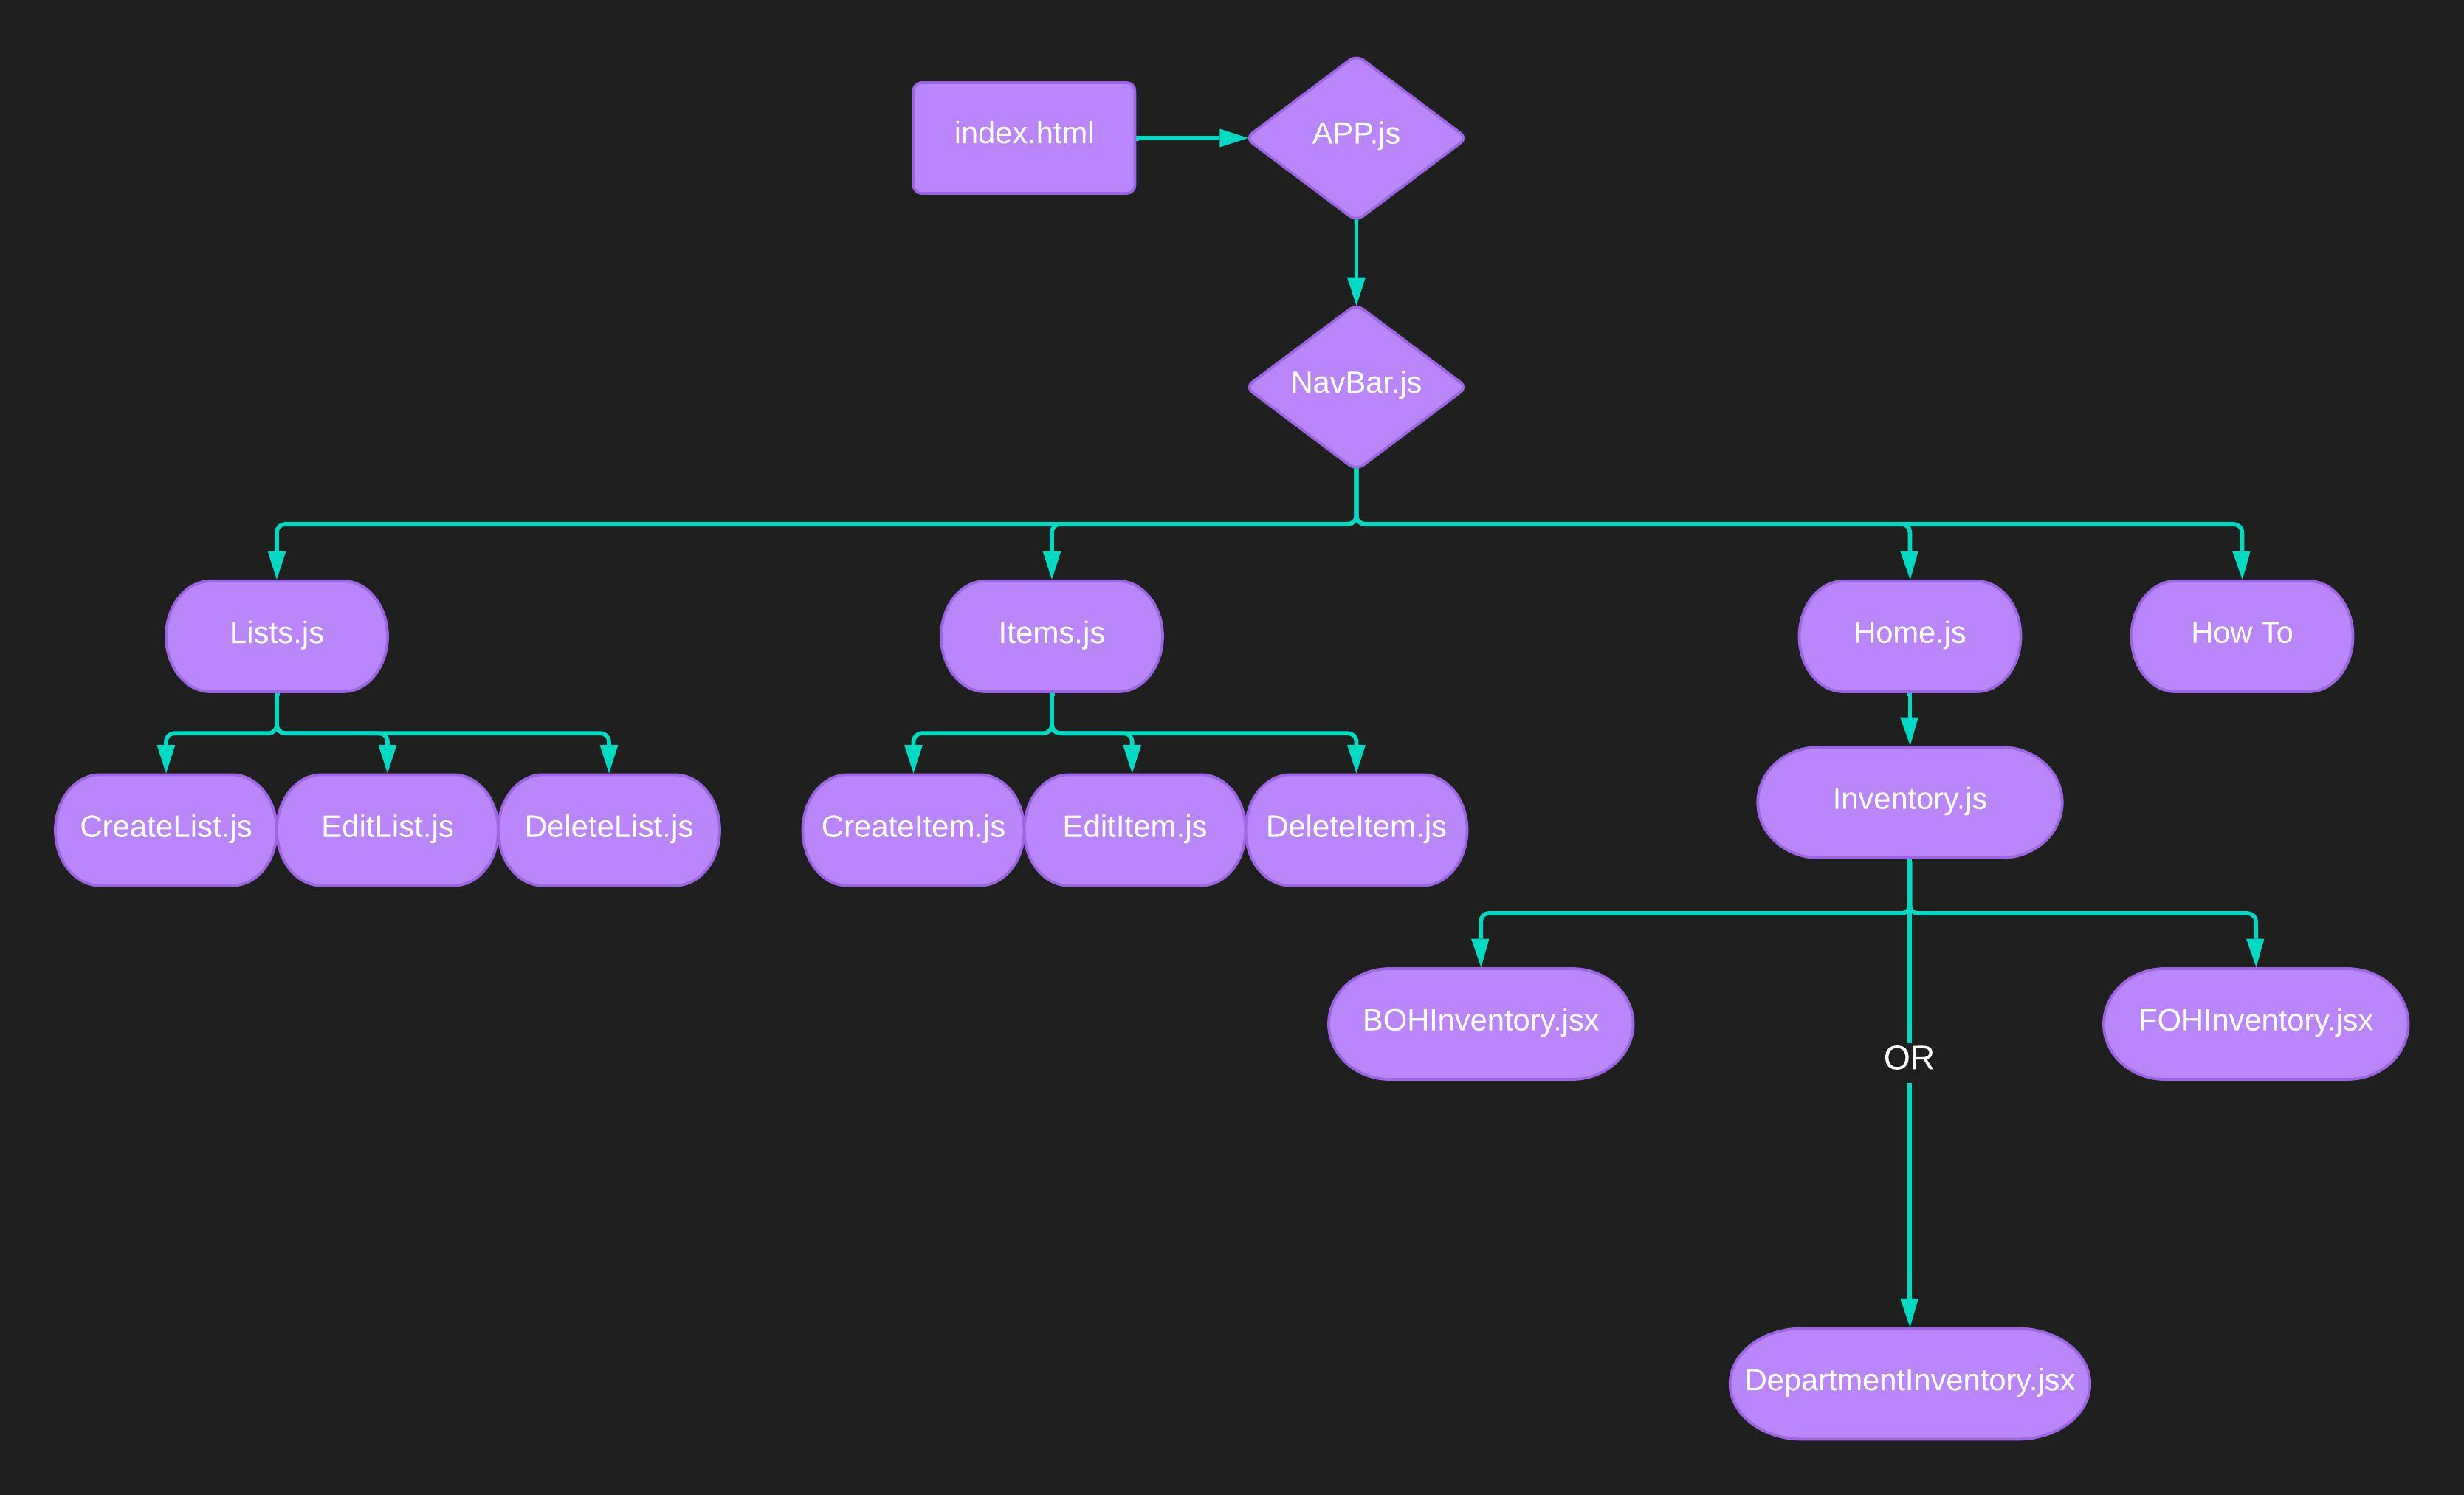 index.html
APP.js
NavBar.js
Lists.js
Items.js
Home.js
How To
Inventory.js
CreateList.js
EditList.js
DeleteList.js
CreateItem.js
EditItem.js
DeleteItem.js
BOHInventory.jsx
FOHInventory.jsx
OR
DepartmentInventory.jsx